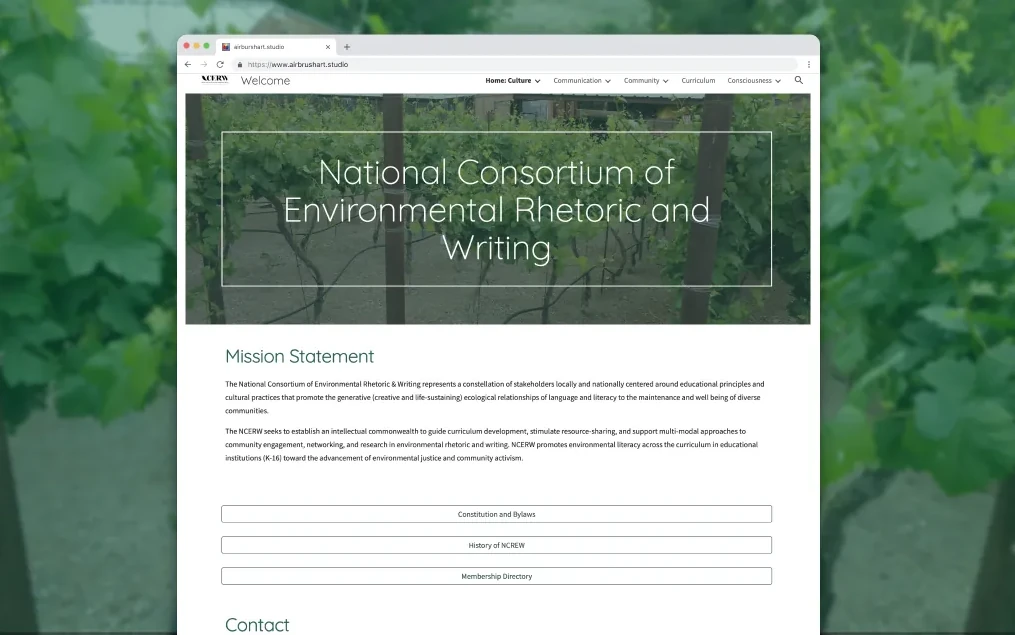 airburshart.studio
https://www.airbrushart.studio
NCERW
Welcome
Home: Culture
Communication
Community
Curriculum
Consciousness
National Consortium of
Environmental Rhetoric and
Writing
Mission Statement
The National Consortium of Environmental Rhetoric & Writing represents a constellation of stakeholders locally and nationally centered around educational principles and
cultural practices that promote the generative (creative and life-sustaining) ecological relationships of language and literacy to the maintenance and well being of diverse
communities.
The NCERW seeks to establish an intellectual commonwealth to guide curriculum development, stimulate resource-sharing, and support multi-modal approaches to
community engagement, networking, and research in environmental rhetoric and writing. NCERW promotes environmental literacy across the curriculum in educational
institutions (K-16) toward the advancement of environmental justice and community activism.
Constitution and Bylaws
History of NCREW
Membership Directory
Contact